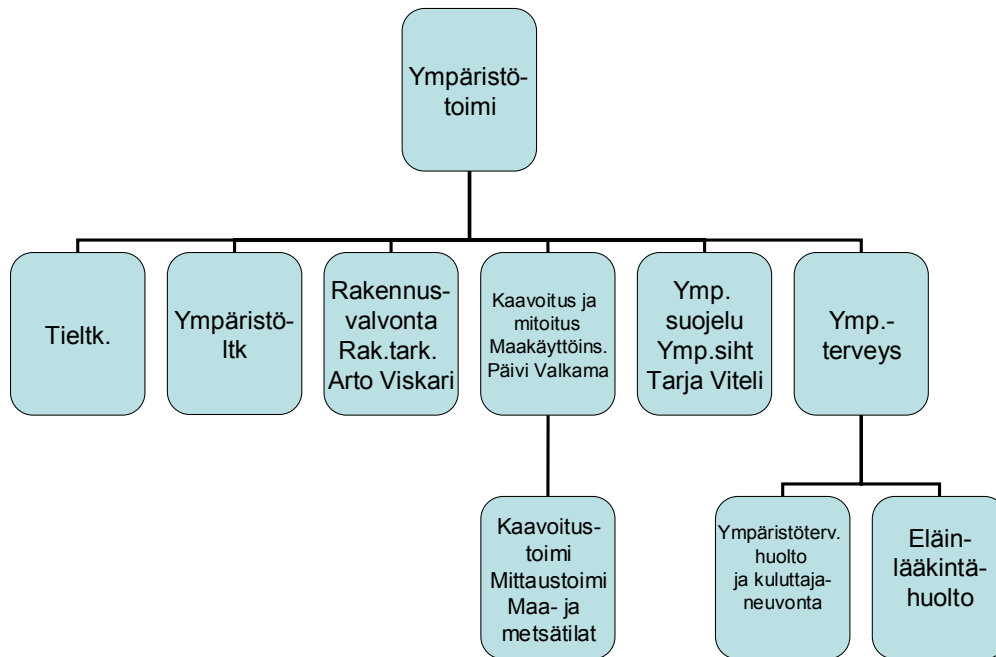 Ympäristö-
toimi
Tieltk.
Ympäristö-
ltk
Rakennus-
valvonta
Rak.tark.
Arto Viskari
Kaavoitus ja
mitoitus
Maakäyttöins.
Päivi Valkama
Ymp.
suojelu
Ymp.siht
Tarja Viteli
Ymp.-
terveys
Kaavoitus-
toimi
Mittaustoimi
Maa- ja
metsätilat
Ympäristöterv.
huolto
ja kuluttaja-
neuvonta
Eläin-
lääkintä-
huolto